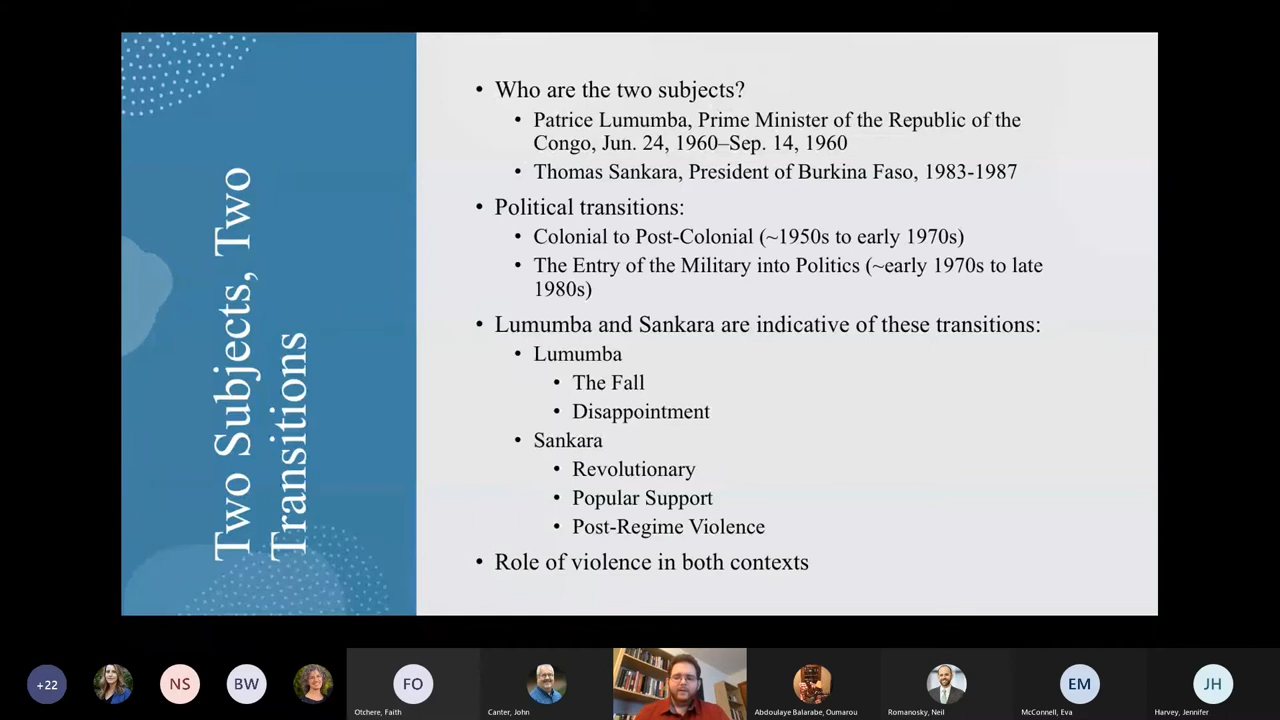 Two Subjects, Two
Transitions
• Who are the two subjects?
• Patrice Lumumba, Prime Minister of the Republic of the
Congo, Jun. 24, 1960–Sep. 14, 1960
• Thomas Sankara, President of Burkina Faso, 1983-1987
• Political transitions:
• Colonial to Post-Colonial (~1950s to early 1970s)
• The Entry of the Military into Politics (~early 1970s to late
1980s)
• Lumumba and Sankara are indicative of these transitions:
• Lumumba
• The Fall
• Disappointment
• Sankara
• Revolutionary
• Popular Support
• Post-Regime Violence
• Role of violence in both contexts
+22
NS
BW
FO
EM
JH
Otchere, Faith
Canter, John
Abdoulaye Balarabe, Oumarou
Romanosky, Neil
McConnell, Eva
Harvey, Jennifer